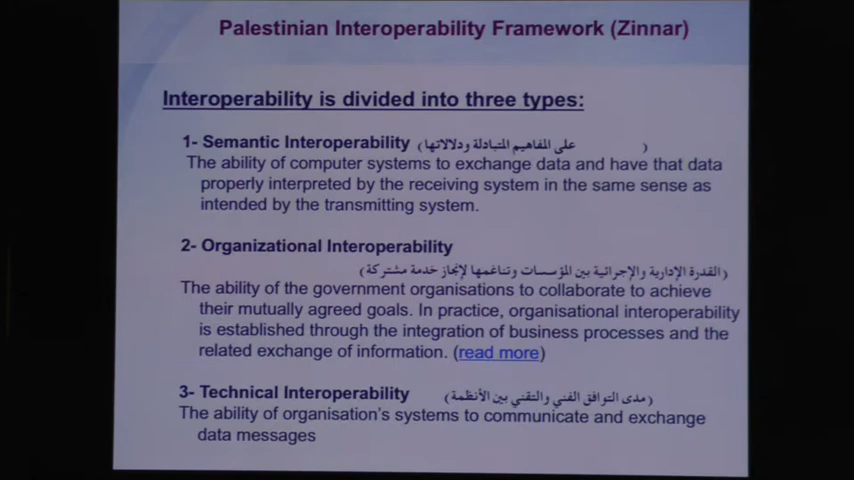 Palestinian Interoperability Framework (Zinnar)
Interoperability is divided into three types:
1- Semantic Interoperability (على المفاهيم المتبادلة ودلالاتها )
The ability of computer systems to exchange data and have that data
properly interpreted by the receiving system in the same sense as
intended by the transmitting system.
2- Organizational Interoperability
(القدرة الإدارية والإجرائية بين المؤسسات وتناغمها لإنجاز خدمة مشتركة)
The ability of the government organisations to collaborate to achieve
their mutually agreed goals. In practice, organisational interoperability
is established through the integration of business processes and the
related exchange of information. (read more)
3- Technical Interoperability (مدى التوافق الفني والتقني بين الأنظمة)
The ability of organisation's systems to communicate and exchange
data messages